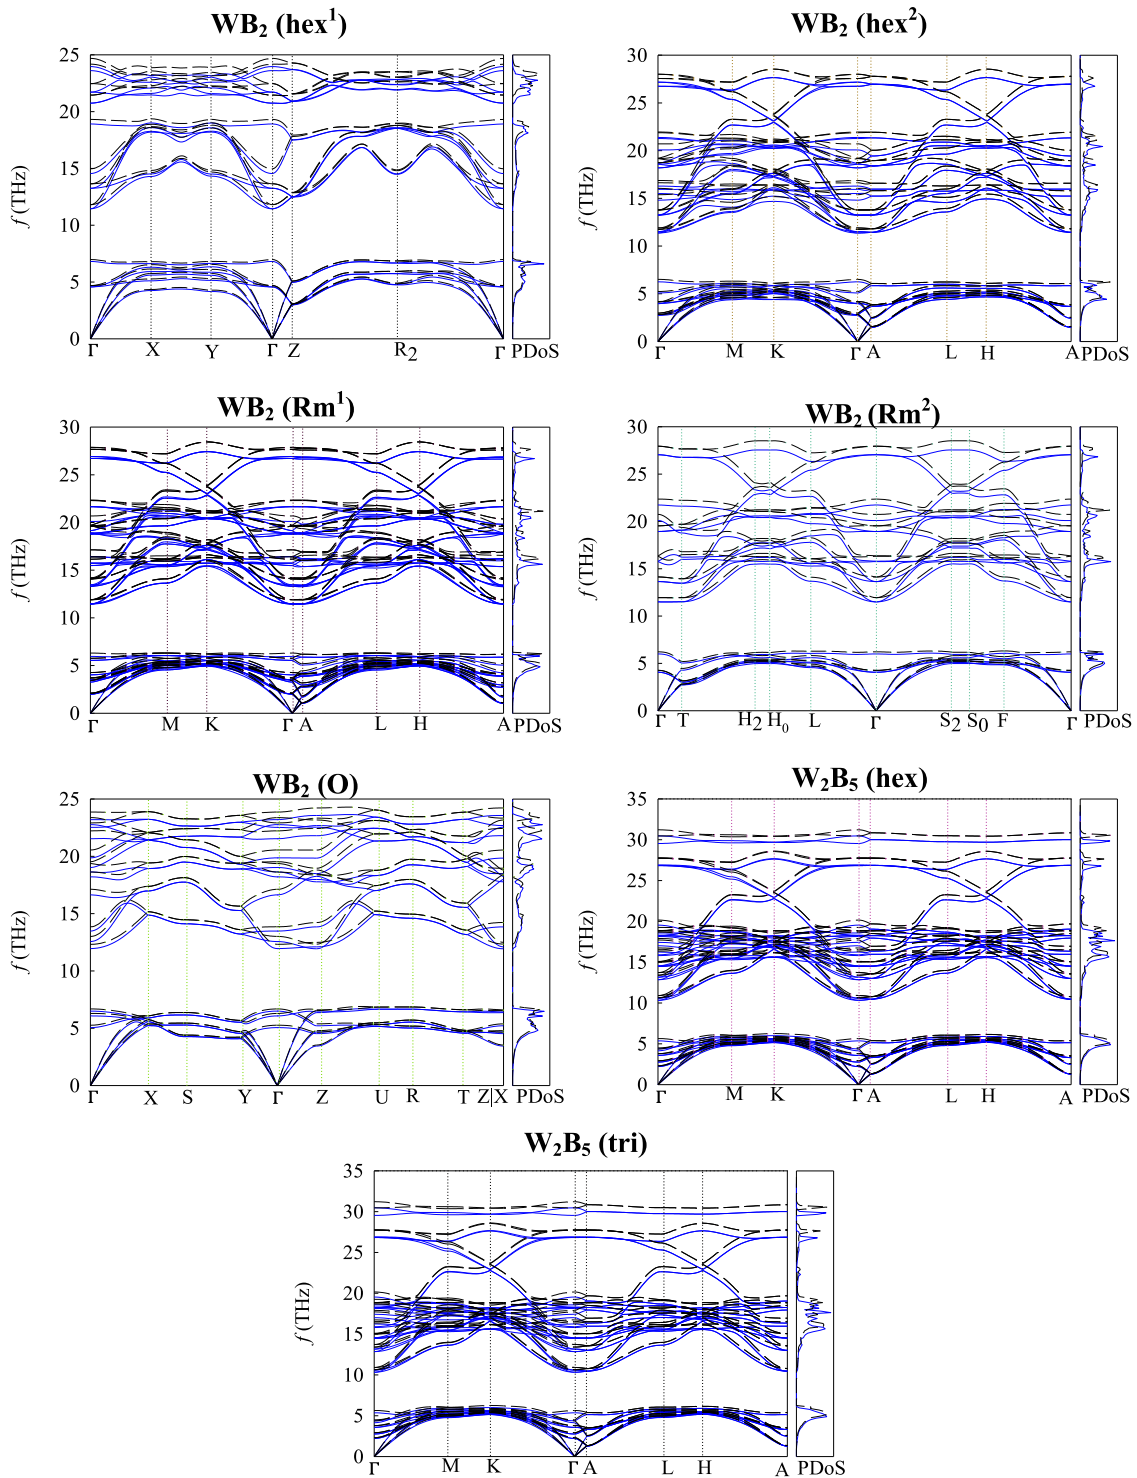 WB₂ (hex¹)
25
20
15
10
5
0
f (THz)
Γ X Y Γ Z R₂ Γ PDoS
WB₂ (hex²)
30
25
20
15
10
5
0
f (THz)
Γ M K Γ A L H A PDoS
WB₂ (Rm¹)
30
25
20
15
10
5
0
f (THz)
Γ M K Γ A L H A PDoS
WB₂ (Rm²)
30
25
20
15
10
5
0
f (THz)
Γ T H₂ H₀ L Γ S₂ S₀ F Γ PDoS
WB₂ (O)
25
20
15
10
5
0
f (THz)
Γ X S Y Γ Z U R T Z|X PDoS
W₂B₅ (hex)
35
30
25
20
15
10
5
0
f (THz)
Γ M K Γ A L H A PDoS
W₂B₅ (tri)
35
30
25
20
15
10
5
0
f (THz)
Γ M K Γ A L H A PDoS